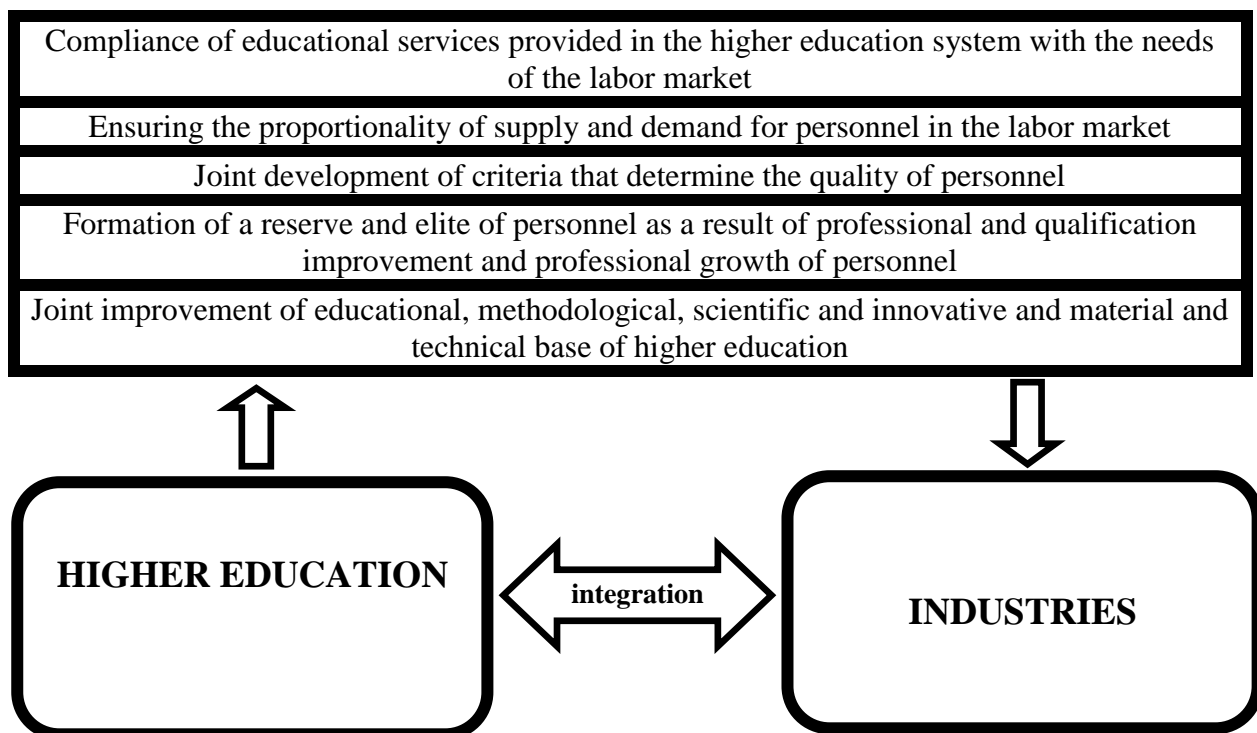 Compliance of educational services provided in the higher education system with the needs
of the labor market
Ensuring the proportionality of supply and demand for personnel in the labor market
Joint development of criteria that determine the quality of personnel
Formation of a reserve and elite of personnel as a result of professional and qualification
improvement and professional growth of personnel
Joint improvement of educational, methodological, scientific and innovative and material and
technical base of higher education
HIGHER EDUCATION
integration
INDUSTRIES